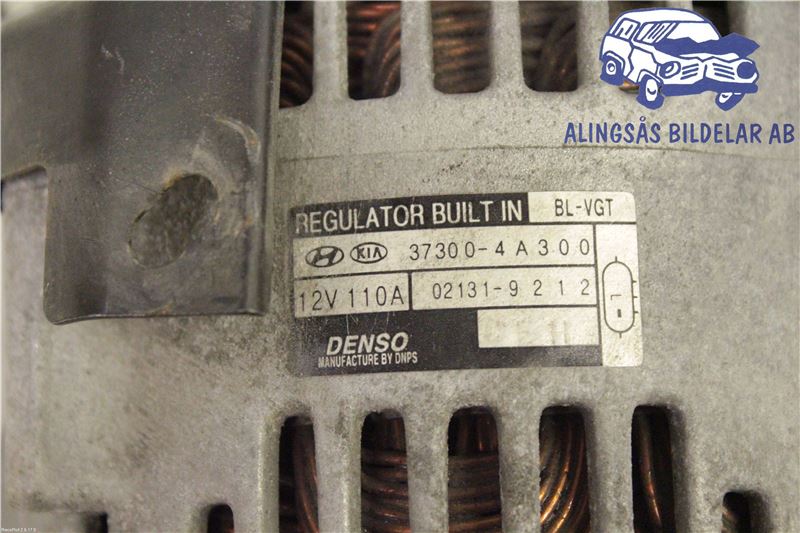 ALINGSÅS BILDELAR AB
REGULATOR BUILT IN BL-VGT
KIA 37300-4A300
12V 110A 02131-9212
L
DENSO
MANUFACTURE BY DNPS